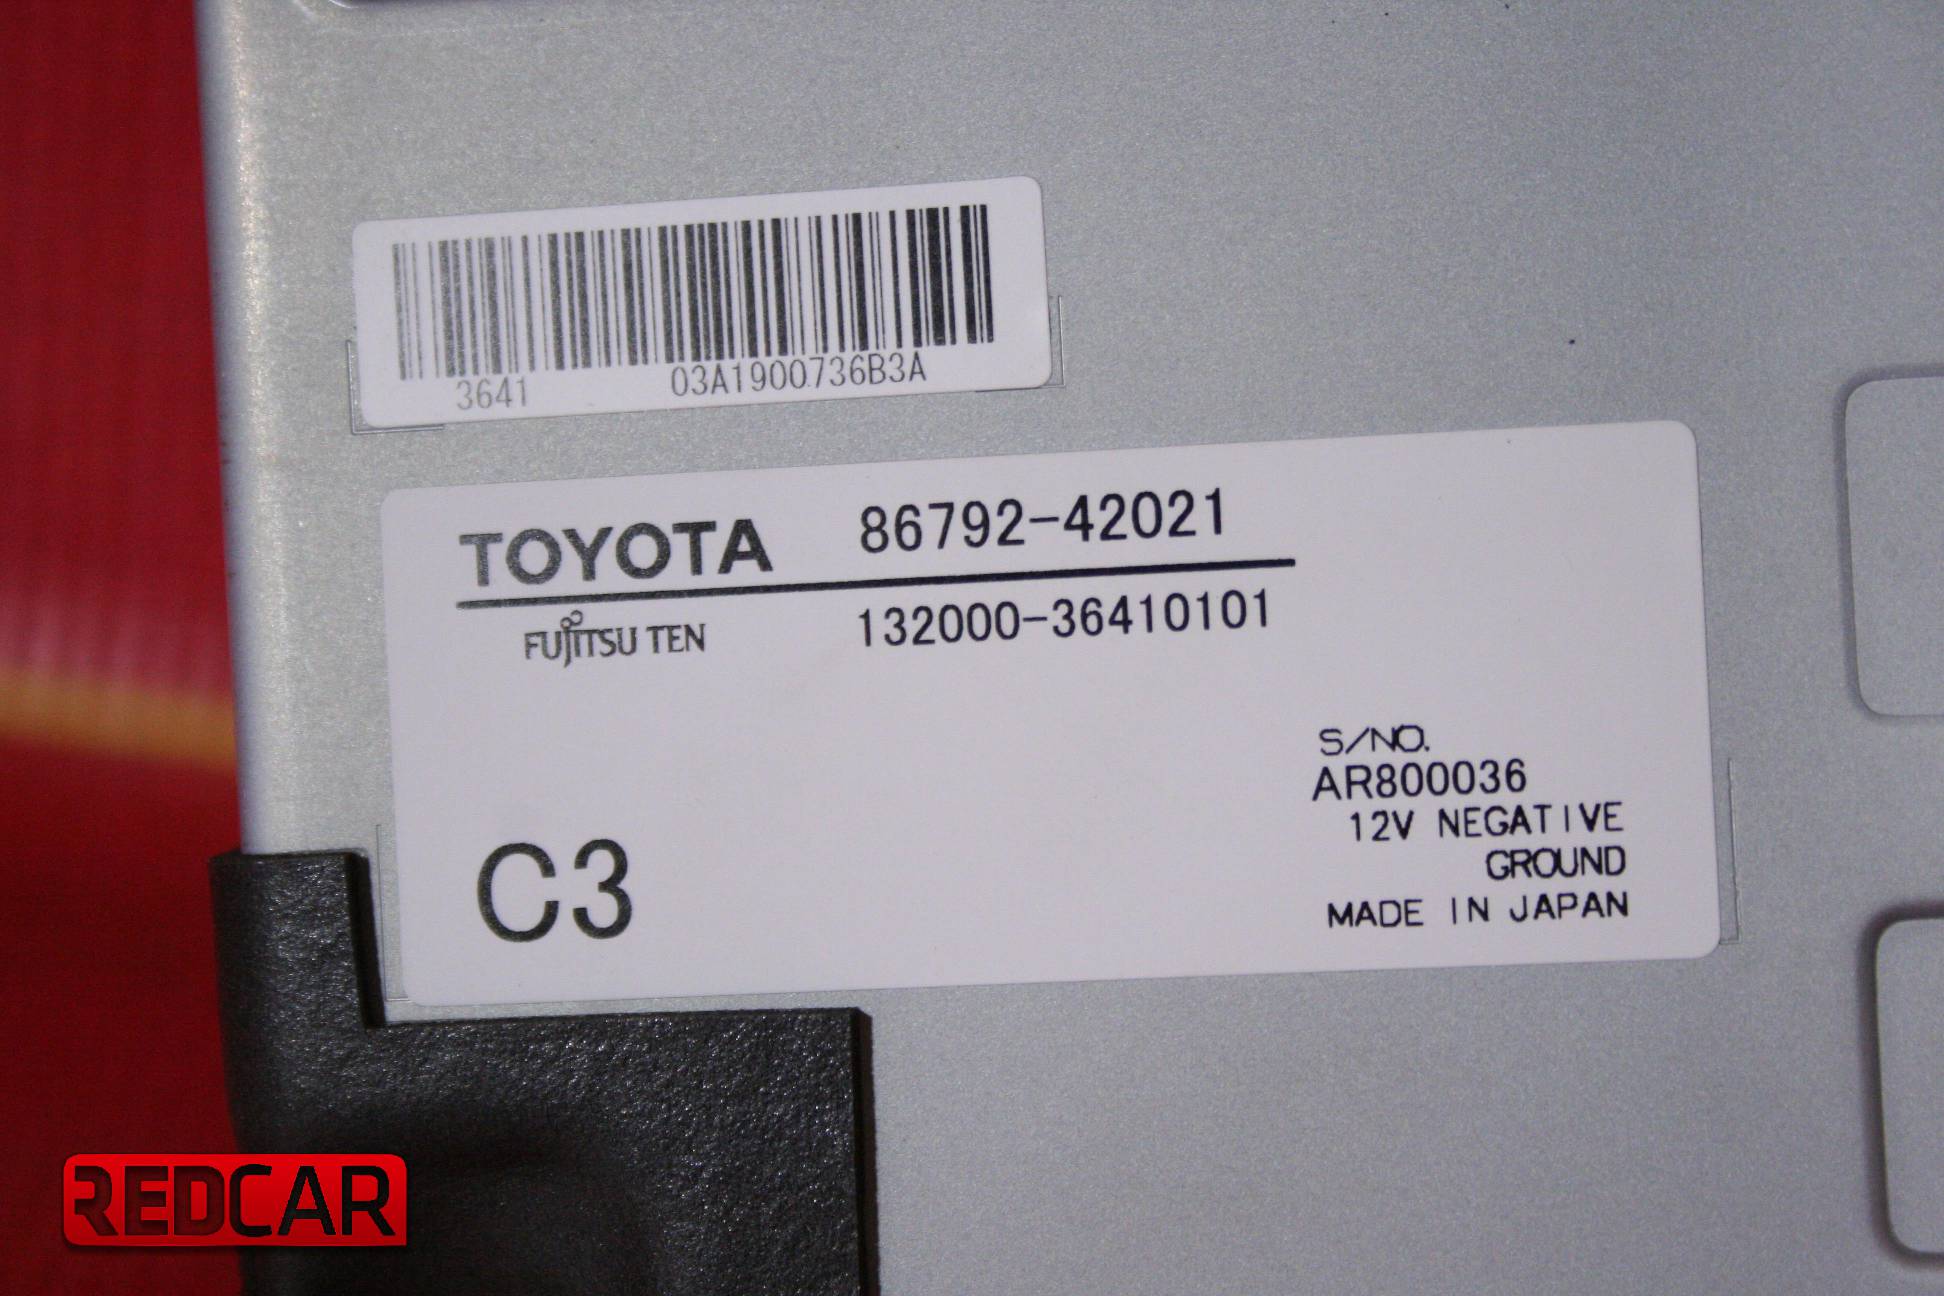 3641 03A1900736B3A
TOYOTA 86792-42021
FUJITSU TEN 132000-36410101
S/NO.
AR800036
12V NEGATIVE
GROUND
MADE IN JAPAN
C3
REDCAR